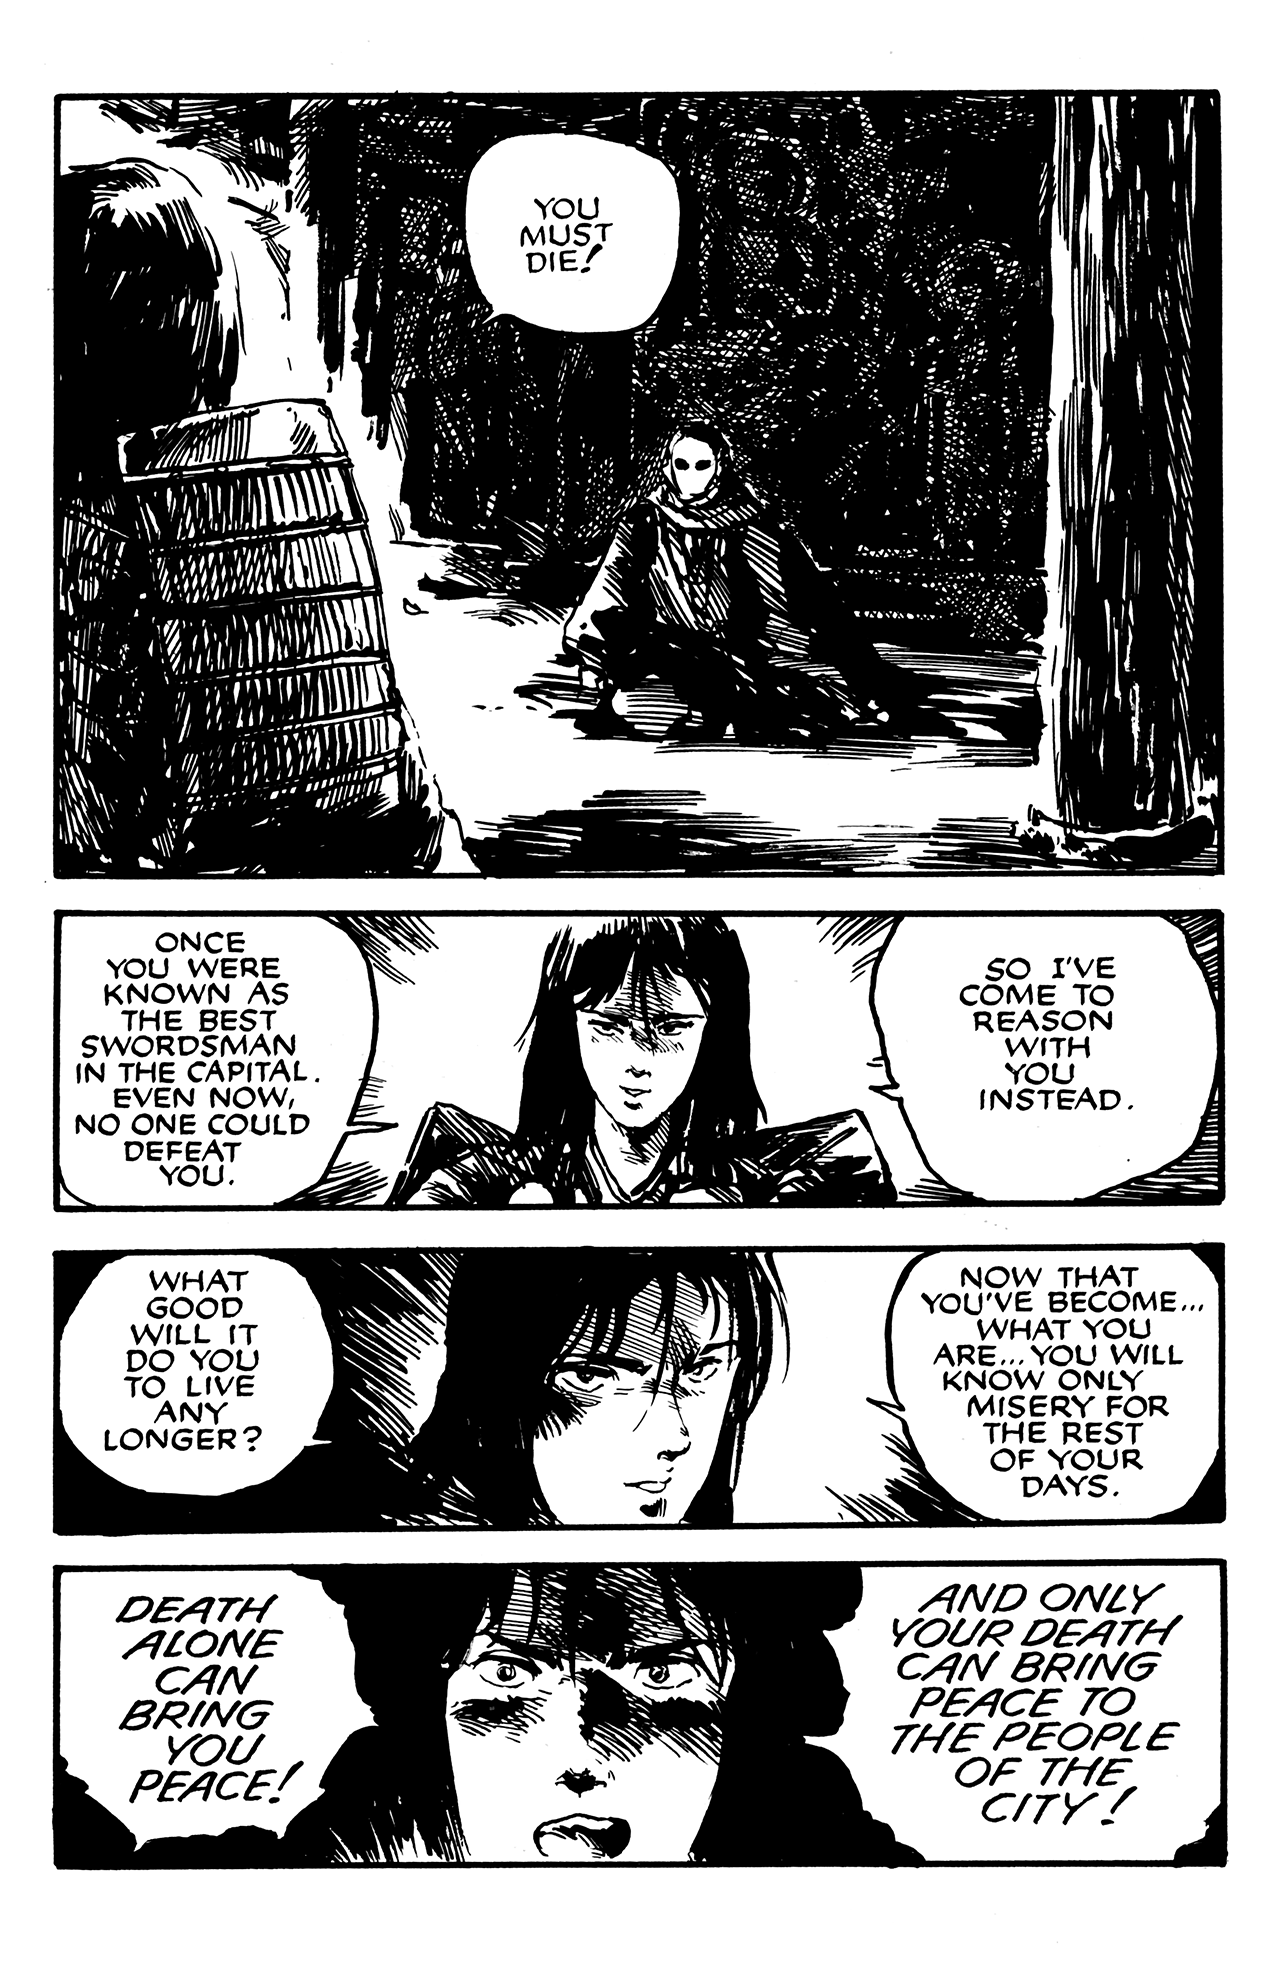 YOU
MUST
DIE!
ONCE
YOU WERE
KNOWN AS
THE BEST
SWORDSMAN
IN THE CAPITAL.
EVEN NOW,
NO ONE COULD
DEFEAT
YOU.
SO I'VE
COME TO
REASON
WITH
YOU
INSTEAD.
WHAT
GOOD
WILL IT
DO YOU
TO LIVE
ANY
LONGER?
NOW THAT
YOU'VE BECOME...
WHAT YOU
ARE... YOU WILL
KNOW ONLY
MISERY FOR
THE REST
OF YOUR
DAYS.
DEATH
ALONE
CAN
BRING
YOU
PEACE!
AND ONLY
YOUR DEATH
CAN BRING
PEACE TO
THE PEOPLE
OF THE
CITY!